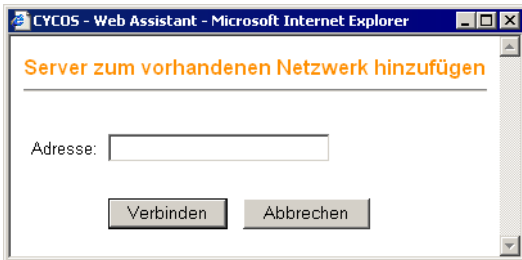 CYCOS - Web Assistant - Microsoft Internet Explorer
Server zum vorhandenen Netzwerk hinzufügen
Adresse:
Verbinden Abbrechen